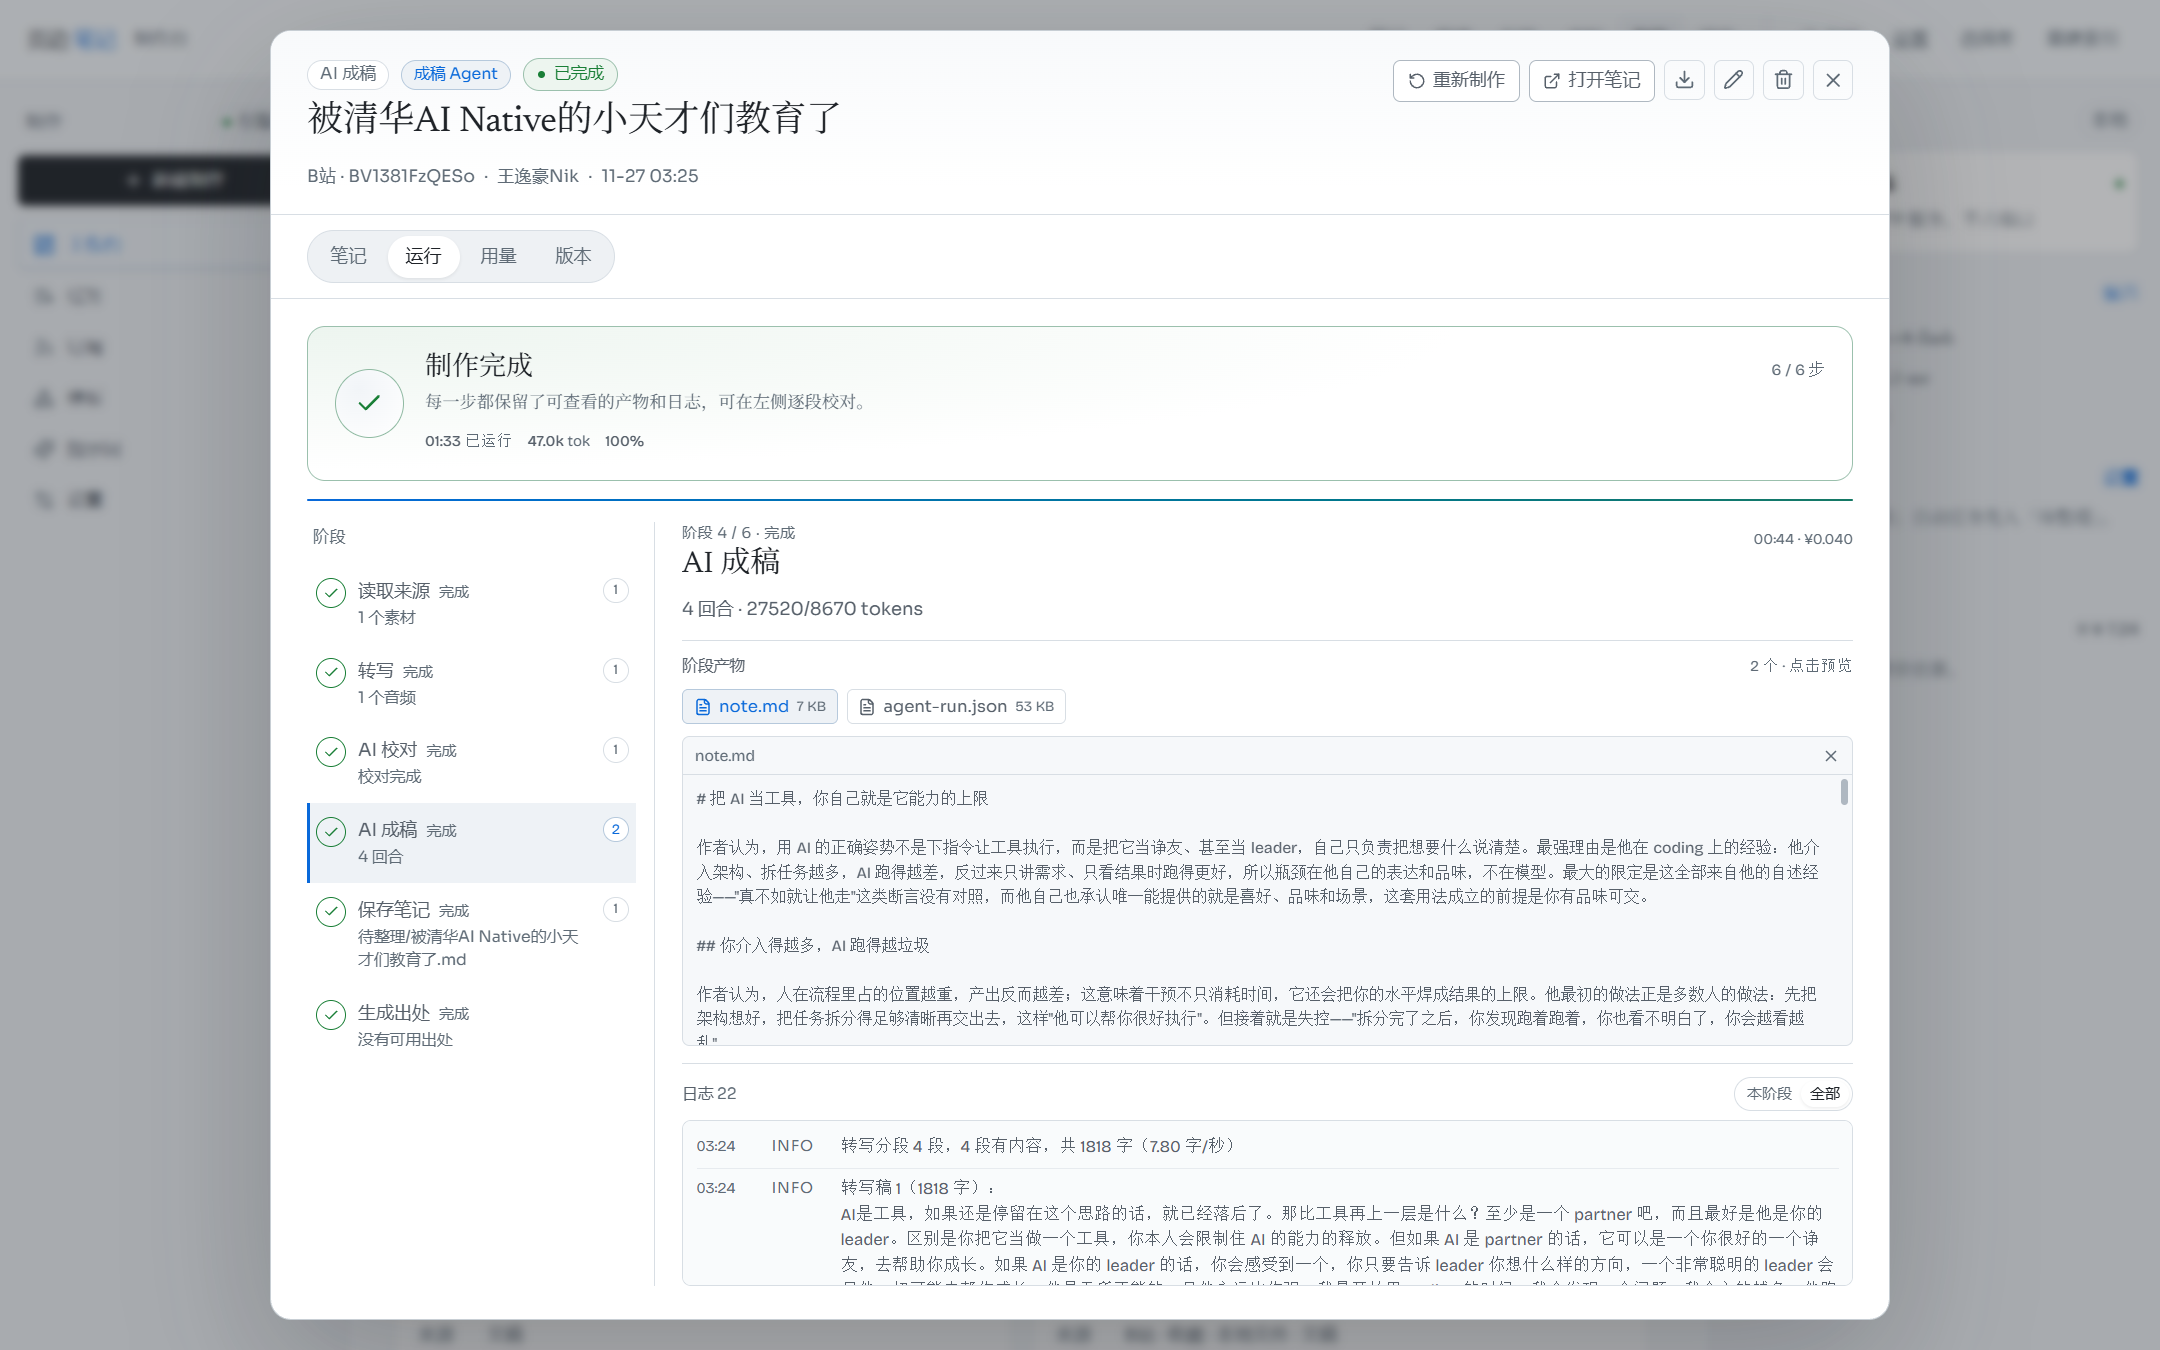 AI 成稿
成稿 Agent
已完成
重新制作
打开笔记
被清华AI Native的小天才们教育了
B站 · BV1381FzQESo · 王逸豪Nik · 11-27 03:25
笔记
运行
用量
版本
制作完成
6 / 6 步
每一步都保留了可查看的产物和日志，可在左侧逐段校对。
01:33 已运行 47.0k tok 100%
阶段
读取来源 完成
1
1 个素材
转写 完成
1
1 个音频
AI 校对 完成
1
校对完成
AI 成稿 完成
2
4 回合
保存笔记 完成
1
待整理/被清华AI Native的小天
才们教育了.md
生成出处 完成
没有可用出处
阶段 4 / 6 · 完成
AI 成稿
00:44 · ¥0.040
4 回合 · 27520/8670 tokens
阶段产物
2 个 · 点击预览
note.md 7 KB
agent-run.json 53 KB
note.md
# 把 AI 当工具，你自己就是它能力的上限
作者认为，用 AI 的正确姿势不是下指令让工具执行，而是把它当诤友、甚至当 leader，自己只负责把想要什么说清楚。最强理由是他在 coding 上的经验：他介
入架构、拆任务越多，AI 跑得越差，反过来只讲需求、只看结果时跑得更好，所以瓶颈在他自己的表达和品味，不在模型。最大的限定是这全部来自他的自述经
验——"真不如就让他走"这类断言没有对照，而他自己也承认唯一能提供的就是喜好、品味和场景，这套用法成立的前提是你有品味可交。
## 你介入得越多，AI 跑得越垃圾
作者认为，人在流程里占的位置越重，产出反而越差；这意味着干预不只消耗时间，它还会把你的水平焊成结果的上限。他最初的做法正是多数人的做法：先把
架构想好，把任务拆分得足够清晰再交出去，这样"他可以帮你很好执行"。但接着就是失控——"拆分完了之后，你发现跑着跑着，你也看不明白了，你会越看越
乱"
日志 22
本阶段
全部
03:24 INFO 转写分段 4 段，4 段有内容，共 1818 字（7.80 字/秒）
03:24 INFO 转写稿 1（1818 字）：
AI是工具，如果还是停留在这个思路的话，就已经落后了。那比工具再上一层是什么？至少是一个 partner 吧，而且最好是他是你的
leader。区别是你把它当做一个工具，你本人会限制住 AI 的能力的释放。但如果 AI 是 partner 的话，它可以是一个你很好的一个诤
友，去帮助你成长。如果 AI 是你的 leader 的话，你会感受到一个，你只要告诉 leader 你想什么样的方向，一个非常聪明的 leader 会